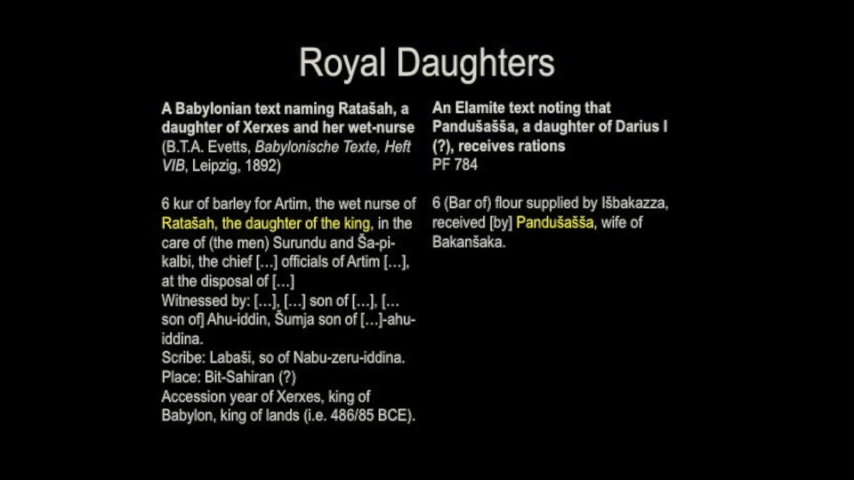 Royal Daughters
A Babylonian text naming Ratašah, a
daughter of Xerxes and her wet-nurse
(B.T.A. Evetts, Babylonische Texte, Heft
VIB, Leipzig, 1892)
6 kur of barley for Artim, the wet nurse of
Ratašah, the daughter of the king, in the
care of (the men) Surundu and Ša-pi-
kalbi, the chief […] officials of Artim […],
at the disposal of […]
Witnessed by: […], […] son of […], […
son of] Ahu-iddin, Šumja son of […]-ahu-
iddina.
Scribe: Labaši, so of Nabu-zeru-iddina.
Place: Bit-Sahiran (?)
Accession year of Xerxes, king of
Babylon, king of lands (i.e. 486/85 BCE).
An Elamite text noting that
Pandušašša, a daughter of Darius I
(?), receives rations
PF 784
6 (Bar of) flour supplied by Išbakazza,
received [by] Pandušašša, wife of
Bakanšaka.